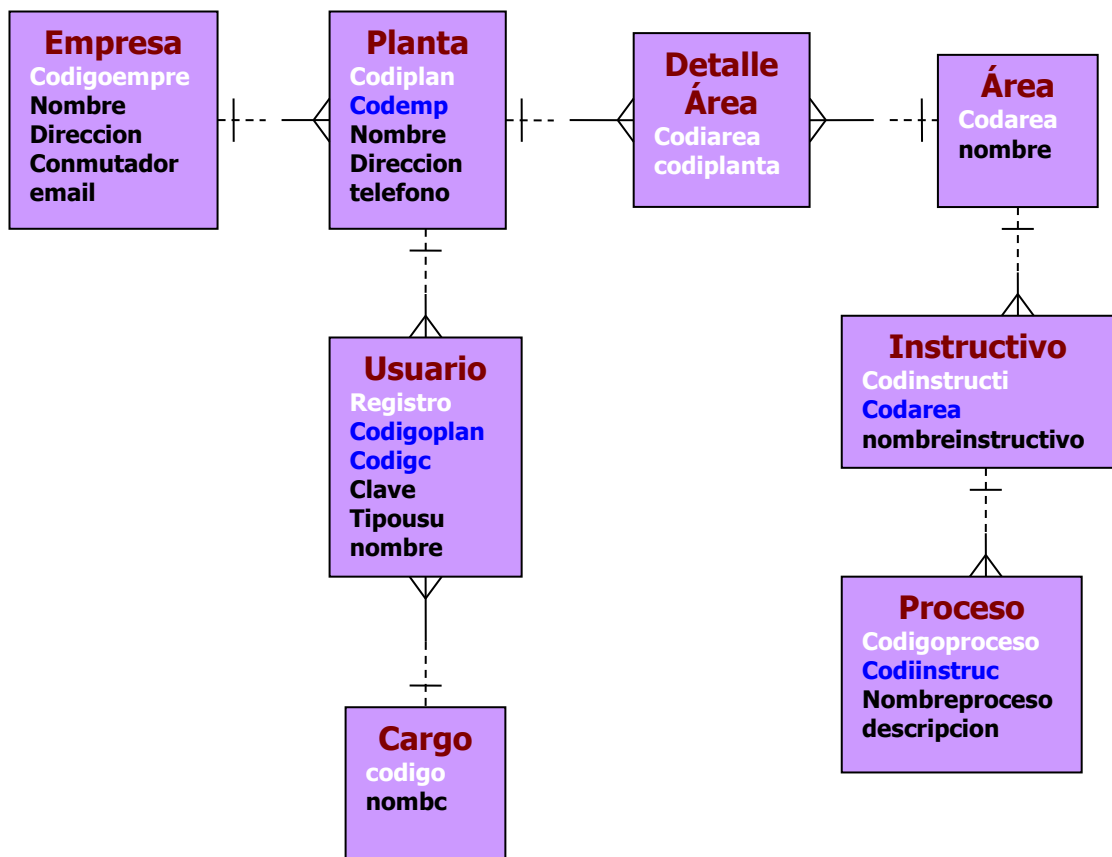 Empresa
Codigoempre
Nombre
Direccion
Conmutador
email
Planta
Codiplan
Codemp
Nombre
Direccion
telefono
Detalle
Área
Codiarea
codiplanta
Área
Codarea
nombre
Usuario
Registro
Codigoplan
Codigc
Clave
Tipousu
nombre
Instructivo
Codinstructi
Codarea
nombreinstructivo
Proceso
Codigoproceso
Codiinstruc
Nombreproceso
descripcion
Cargo
codigo
nombc